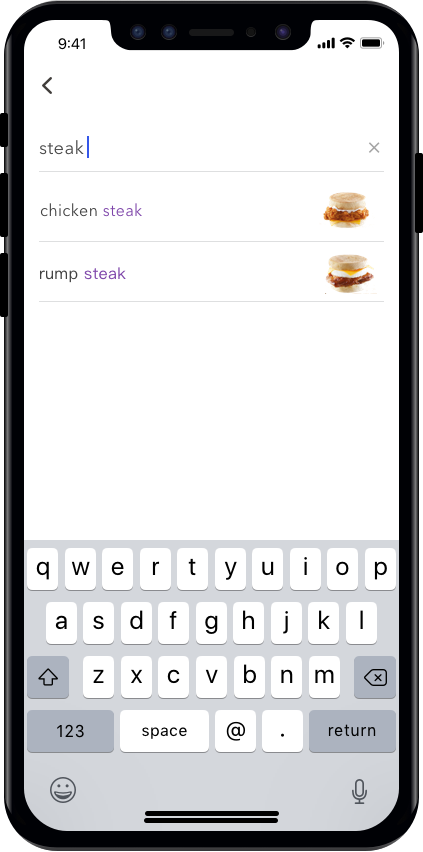 9:41
steak
chicken steak
rump steak
q w e r t y u i o p
a s d f g h j k l
z x c v b n m
123 space @ . return